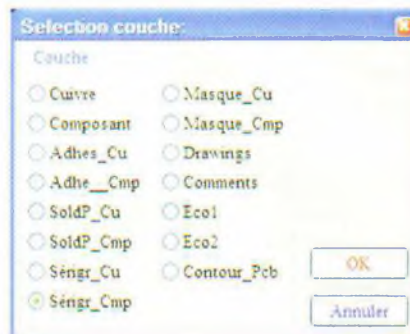 Selection couche:
Couche
Cuivre
Composant
Adhes_Cu
Adhe__Cmp
SoldP_Cu
SoldP_Cmp
Sérigr_Cu
Sérigr_Cmp
Masque_Cu
Masque_Cmp
Drawings
Comments
Eco1
Eco2
Contour_Pcb
OK
Annuler